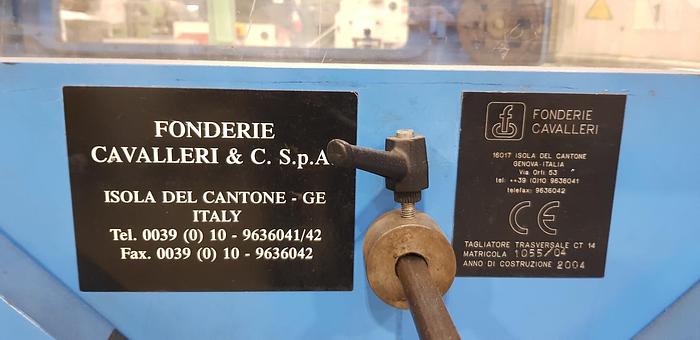 FONDERIE
CAVALLERI & C. S.p.A
ISOLA DEL CANTONE - GE
ITALY
Tel. 0039 (0) 10 - 9636041/42
Fax. 0039 (0) 10 - 9636042
FONDERIE
CAVALLERI
16017 ISOLA DEL CANTONE
GENOVA-ITALIA
Via Orti 53
tel: ++39 (0)10 9636041
telefax: 9636042
CE
TAGLIATORE TRASVERSALE CT 14
MATRICOLA 1055/04
ANNO DI COSTRUZIONE 2004
1